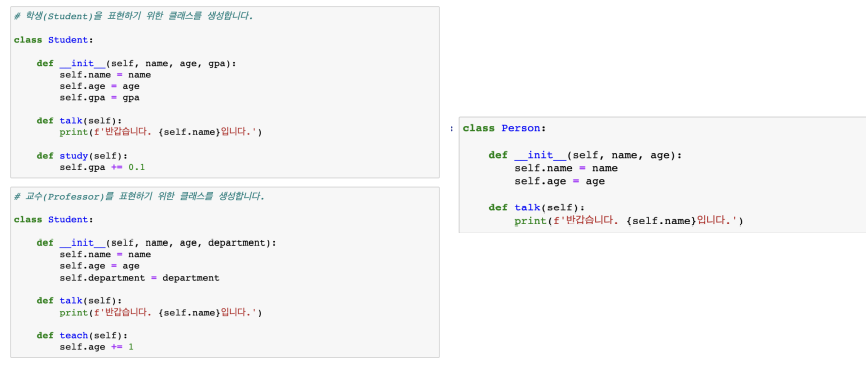 # 학생(Student)을 표현하기 위한 클래스를 생성합니다.
class Student:
def __init__(self, name, age, gpa):
self.name = name
self.age = age
self.gpa = gpa
def talk(self):
print(f'반갑습니다. {self.name}입니다.')
def study(self):
self.gpa += 0.1
# 교수(Professor)를 표현하기 위한 클래스를 생성합니다.
class Student:
def __init__(self, name, age, department):
self.name = name
self.age = age
self.department = department
def talk(self):
print(f'반갑습니다. {self.name}입니다.')
def teach(self):
self.age += 1
: class Person:
def __init__(self, name, age):
self.name = name
self.age = age
def talk(self):
print(f'반갑습니다. {self.name}입니다.')